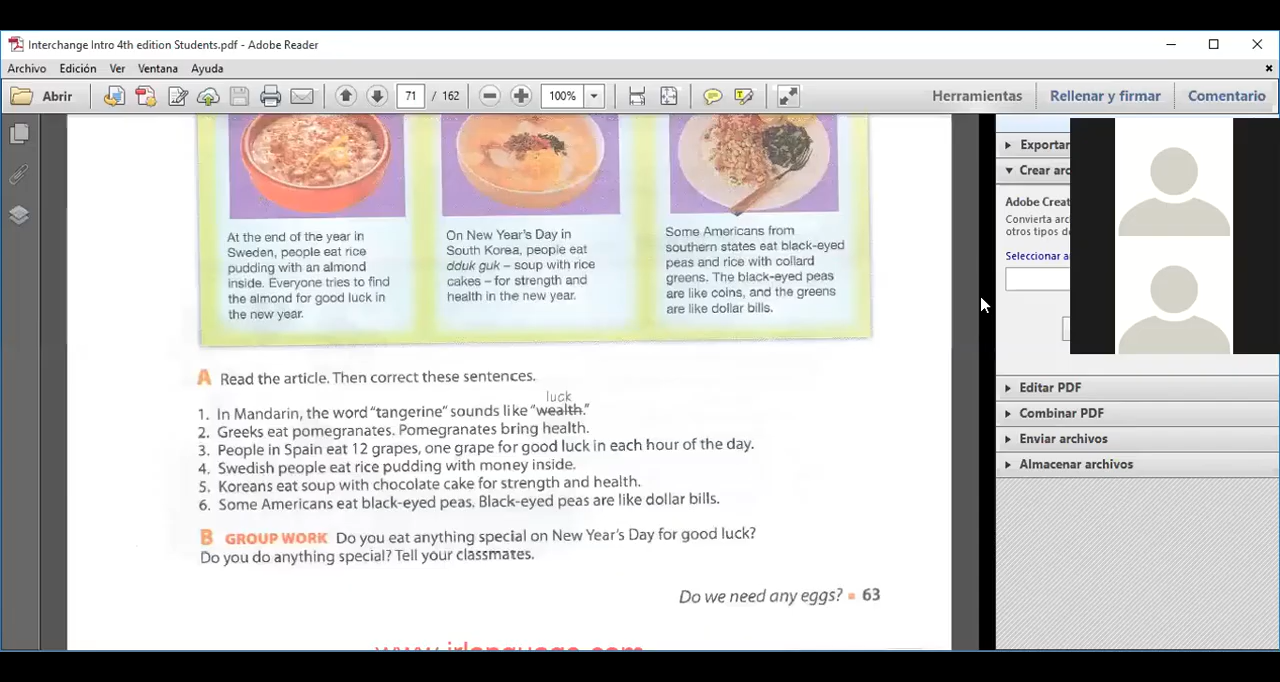 Interchange Intro 4th edition Students.pdf - Adobe Reader
Archivo Edición Ver Ventana Ayuda
Abrir 71 / 162 100% Herramientas Rellenar y firmar Comentario
At the end of the year in
Sweden, people eat rice
pudding with an almond
inside. Everyone tries to find
the almond for good luck in
the new year.
On New Year's Day in
South Korea, people eat
dduk guk – soup with rice
cakes – for strength and
health in the new year.
Some Americans from
southern states eat black-eyed
peas and rice with collard
greens. The black-eyed peas
are like coins, and the greens
are like dollar bills.
A Read the article. Then correct these sentences.
luck
1. In Mandarin, the word "tangerine" sounds like "wealth."
2. Greeks eat pomegranates. Pomegranates bring health.
3. People in Spain eat 12 grapes, one grape for good luck in each hour of the day.
4. Swedish people eat rice pudding with money inside.
5. Koreans eat soup with chocolate cake for strength and health.
6. Some Americans eat black-eyed peas. Black-eyed peas are like dollar bills.
B GROUP WORK Do you eat anything special on New Year's Day for good luck?
Do you do anything special? Tell your classmates.
Do we need any eggs? 63
Exportar
Crear arc
Adobe Creat
Convierta arc
otros tipos d
Seleccionar a
Editar PDF
Combinar PDF
Enviar archivos
Almacenar archivos